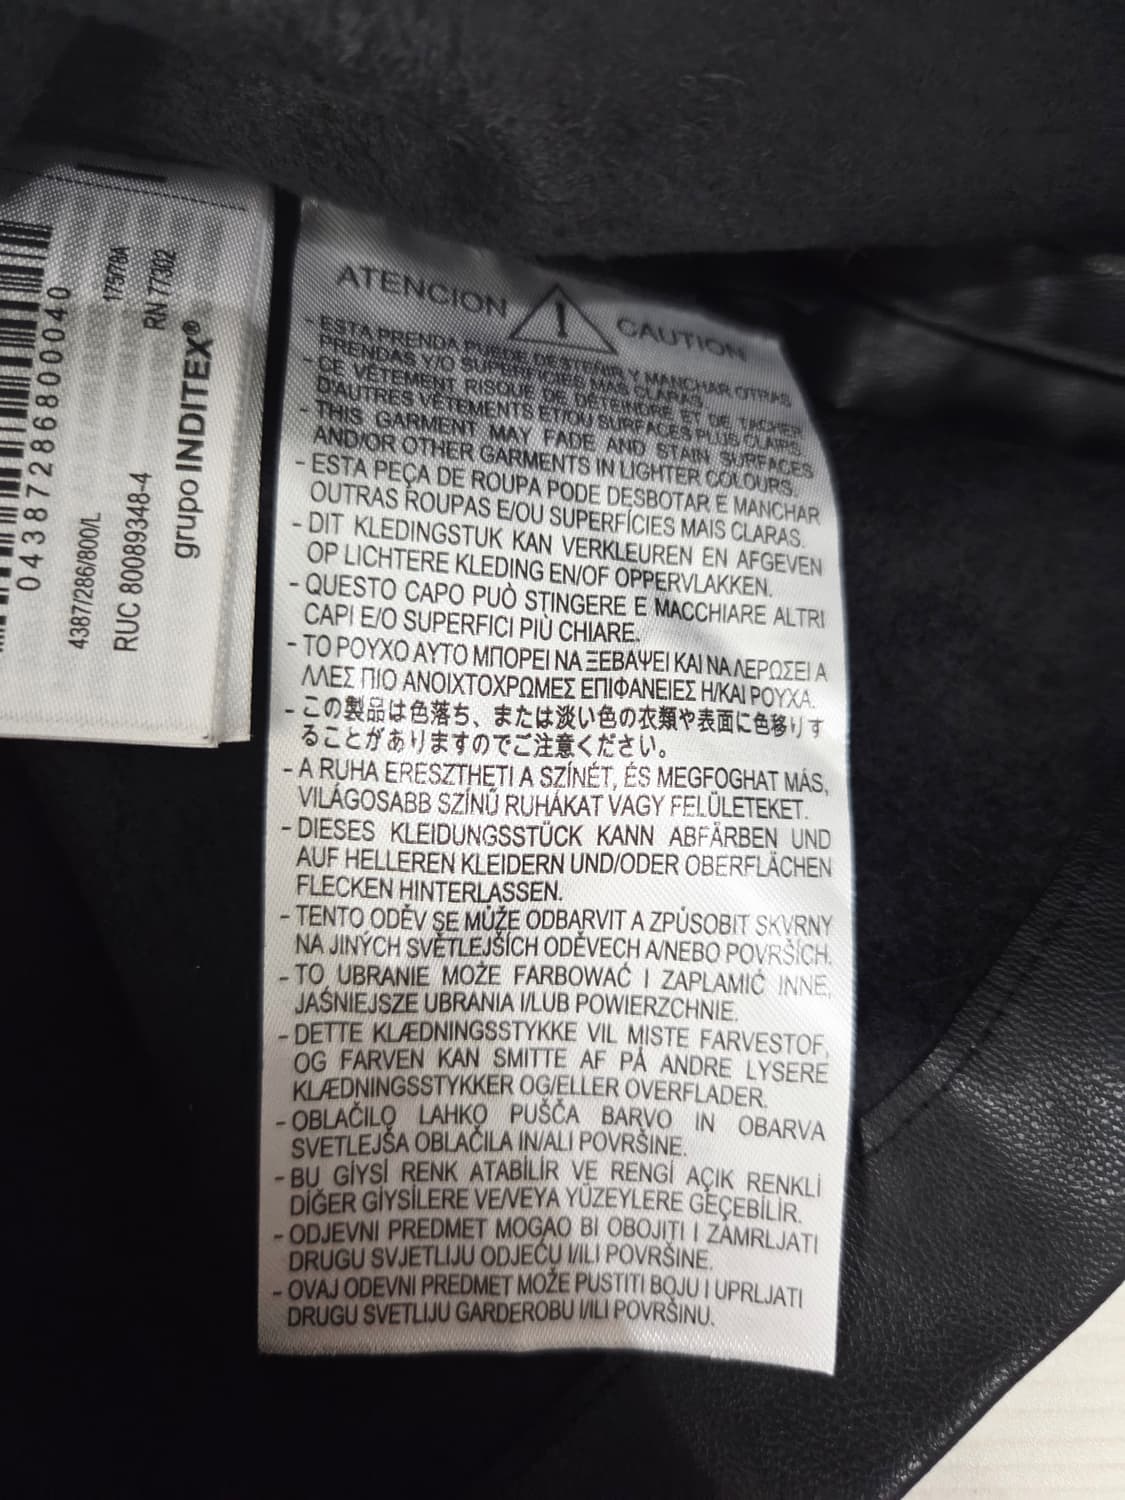 04387286800040
4387/286/800/L
175/78A
RUC 80089348-4
RN 77302
grupo INDITEX®
ATENCION
CAUTION
- ESTA PRENDA PUEDE DESTEÑIR Y MANCHAR OTRAS
PRENDAS Y/O SUPERFICIES MAS CLARAS.
- CE VÊTEMENT RISQUE DE DÉTEINDRE ET DE TACHER
D'AUTRES VÊTEMENTS ET/OU SURFACES PLUS CLAIRS.
- THIS GARMENT MAY FADE AND STAIN SURFACES
AND/OR OTHER GARMENTS IN LIGHTER COLOURS.
- ESTA PEÇA DE ROUPA PODE DESBOTAR E MANCHAR
OUTRAS ROUPAS E/OU SUPERFÍCIES MAIS CLARAS.
- DIT KLEDINGSTUK KAN VERKLEUREN EN AFGEVEN
OP LICHTERE KLEDING EN/OF OPPERVLAKKEN.
- QUESTO CAPO PUÒ STINGERE E MACCHIARE ALTRI
CAPI E/O SUPERFICI PIÙ CHIARE.
- ΤΟ ΡΟΥΧΟ ΑΥΤΟ ΜΠΟΡΕΙ ΝΑ ΞΕΒΑΨΕΙ ΚΑΙ ΝΑ ΛΕΡΩΣΕΙ Α
ΛΛΕΣ ΠΙΟ ΑΝΟΙΧΤΟΧΡΩΜΕΣ ΕΠΙΦΑΝΕΙΕΣ Η/ΚΑΙ ΡΟΥΧΑ.
- この製品は色落ち、または淡い色の衣類や表面に色移りす
ることがありますのでご注意ください。
- A RUHA ERESZTHETI A SZÍNÉT, ÉS MEGFOGHAT MÁS,
VILÁGOSABB SZÍNŰ RUHÁKAT VAGY FELÜLETEKET.
- DIESES KLEIDUNGSSTÜCK KANN ABFÄRBEN UND
AUF HELLEREN KLEIDERN UND/ODER OBERFLÄCHEN
FLECKEN HINTERLASSEN.
- TENTO ODĚV SE MŮŽE ODBARVIT A ZPŮSOBIT SKVRNY
NA JINÝCH SVĚTLEJŠÍCH ODĚVECH A/NEBO POVRŠÍCH.
- TO UBRANIE MOŻE FARBOWAĆ I ZAPLAMIĆ INNE,
JAŚNIEJSZE UBRANIA I/LUB POWIERZCHNIE.
- DETTE KLÆDNINGSSTYKKE VIL MISTE FARVESTOF,
OG FARVEN KAN SMITTE AF PÅ ANDRE LYSERE
KLÆDNINGSSTYKKER OG/ELLER OVERFLADER.
- OBLAČILO LAHKO PUŠČA BARVO IN OBARVA
SVETLEJŠA OBLAČILA IN/ALI POVRŠINE.
- BU GİYSİ RENK ATABİLİR VE RENGİ AÇIK RENKLİ
DİĞER GİYSİLERE VE/VEYA YÜZEYLERE GEÇEBİLİR.
- ODJEVNI PREDMET MOGAO BI OBOJITI I ZAMRLJATI
DRUGU SVJETLIJU ODJEĆU I/ILI POVRŠINE.
- OVAJ ODEVNI PREDMET MOŽE PUSTITI BOJU I UPRLJATI
DRUGU SVETLIJU GARDEROBU I/ILI POVRŠINU.